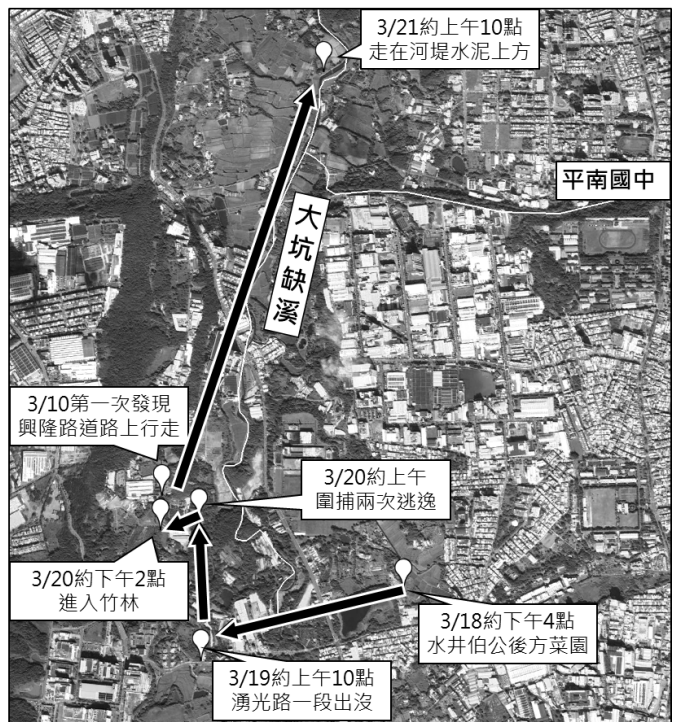 3/21約上午10點
走在河堤水泥上方
平南國中
大坑缺溪
3/10第一次發現
興隆路道路上行走
3/20約上午
圍捕兩次逃逸
3/20約下午2點
進入竹林
3/18約下午4點
水井伯公後方菜園
3/19約上午10點
湧光路一段出沒